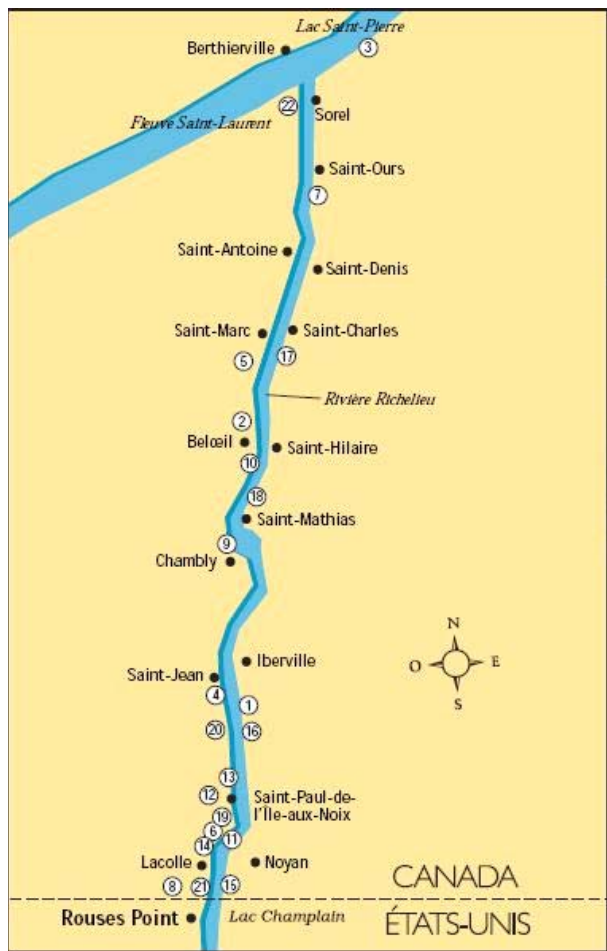 Lac Saint-Pierre
Berthierville
3
22
Sorel
Fleuve Saint-Laurent
Saint-Ours
7
Saint-Antoine
Saint-Denis
Saint-Marc
Saint-Charles
5
17
Rivière Richelieu
2
Belœil
Saint-Hilaire
10
18
Saint-Mathias
9
Chambly
N
O
E
S
Iberville
Saint-Jean
4
1
20
16
13
12
Saint-Paul-de-
l'Île-aux-Noix
19
6
11
14
Lacolle
Noyan
8
21
15
CANADA
Rouses Point
Lac Champlain
ÉTATS-UNIS